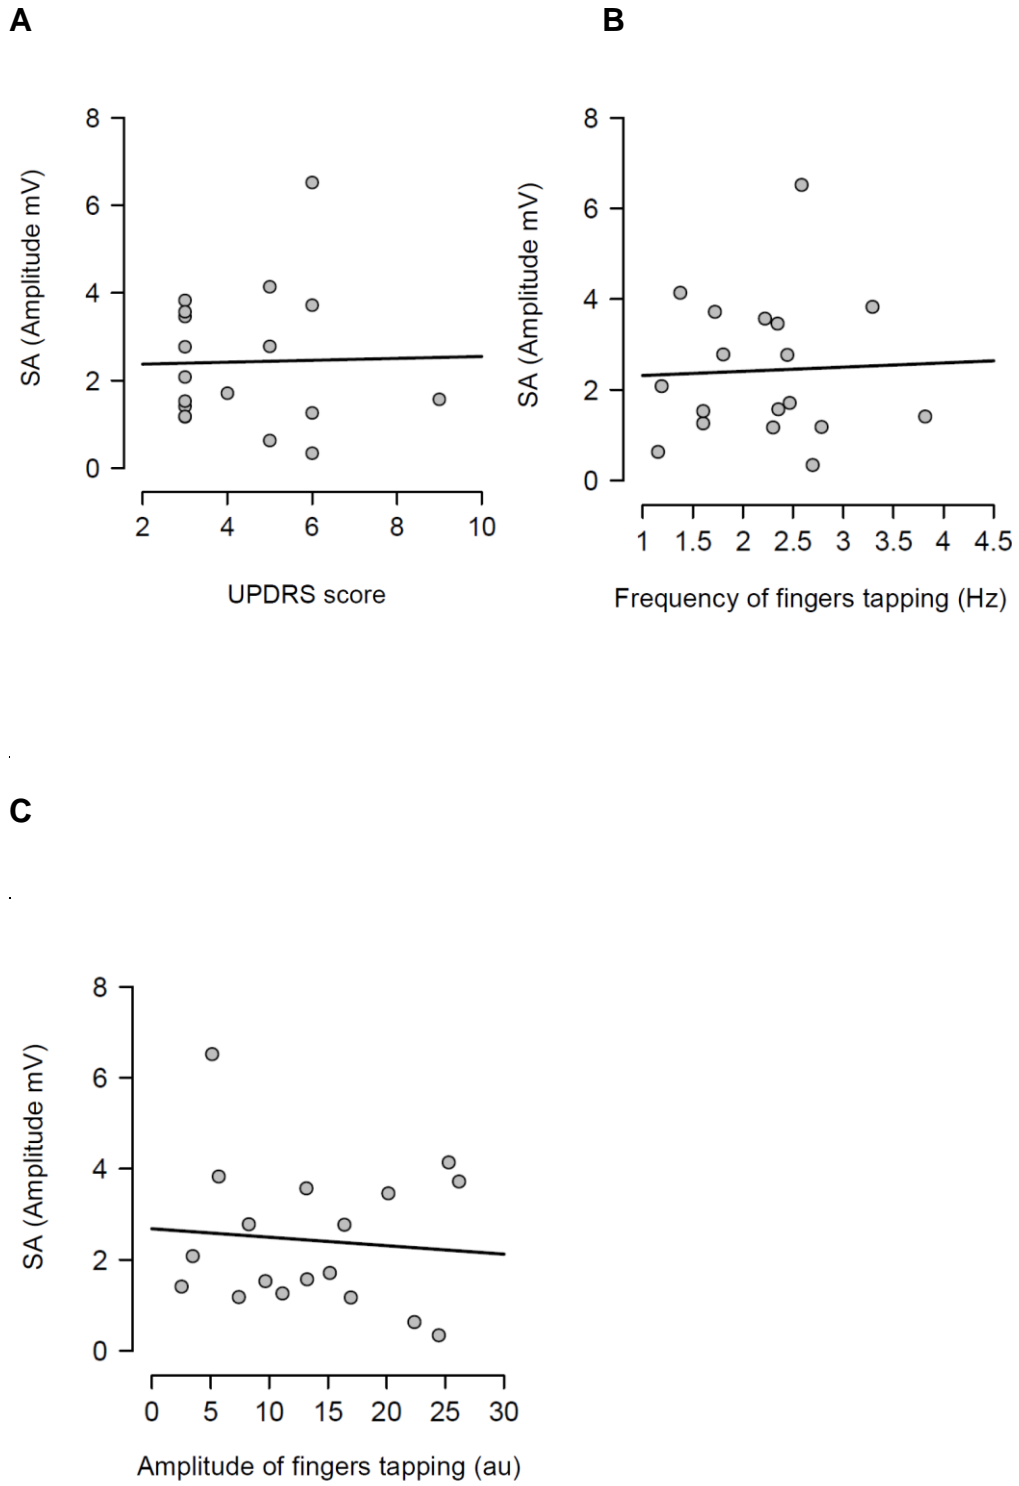 A
B
8
6
4
2
0
SA (Amplitude mV)
2 4 6 8 10
UPDRS score
8
6
4
2
0
SA (Amplitude mV)
1 1.5 2 2.5 3 3.5 4 4.5
Frequency of fingers tapping (Hz)
C
8
6
4
2
0
SA (Amplitude mV)
0 5 10 15 20 25 30
Amplitude of fingers tapping (au)